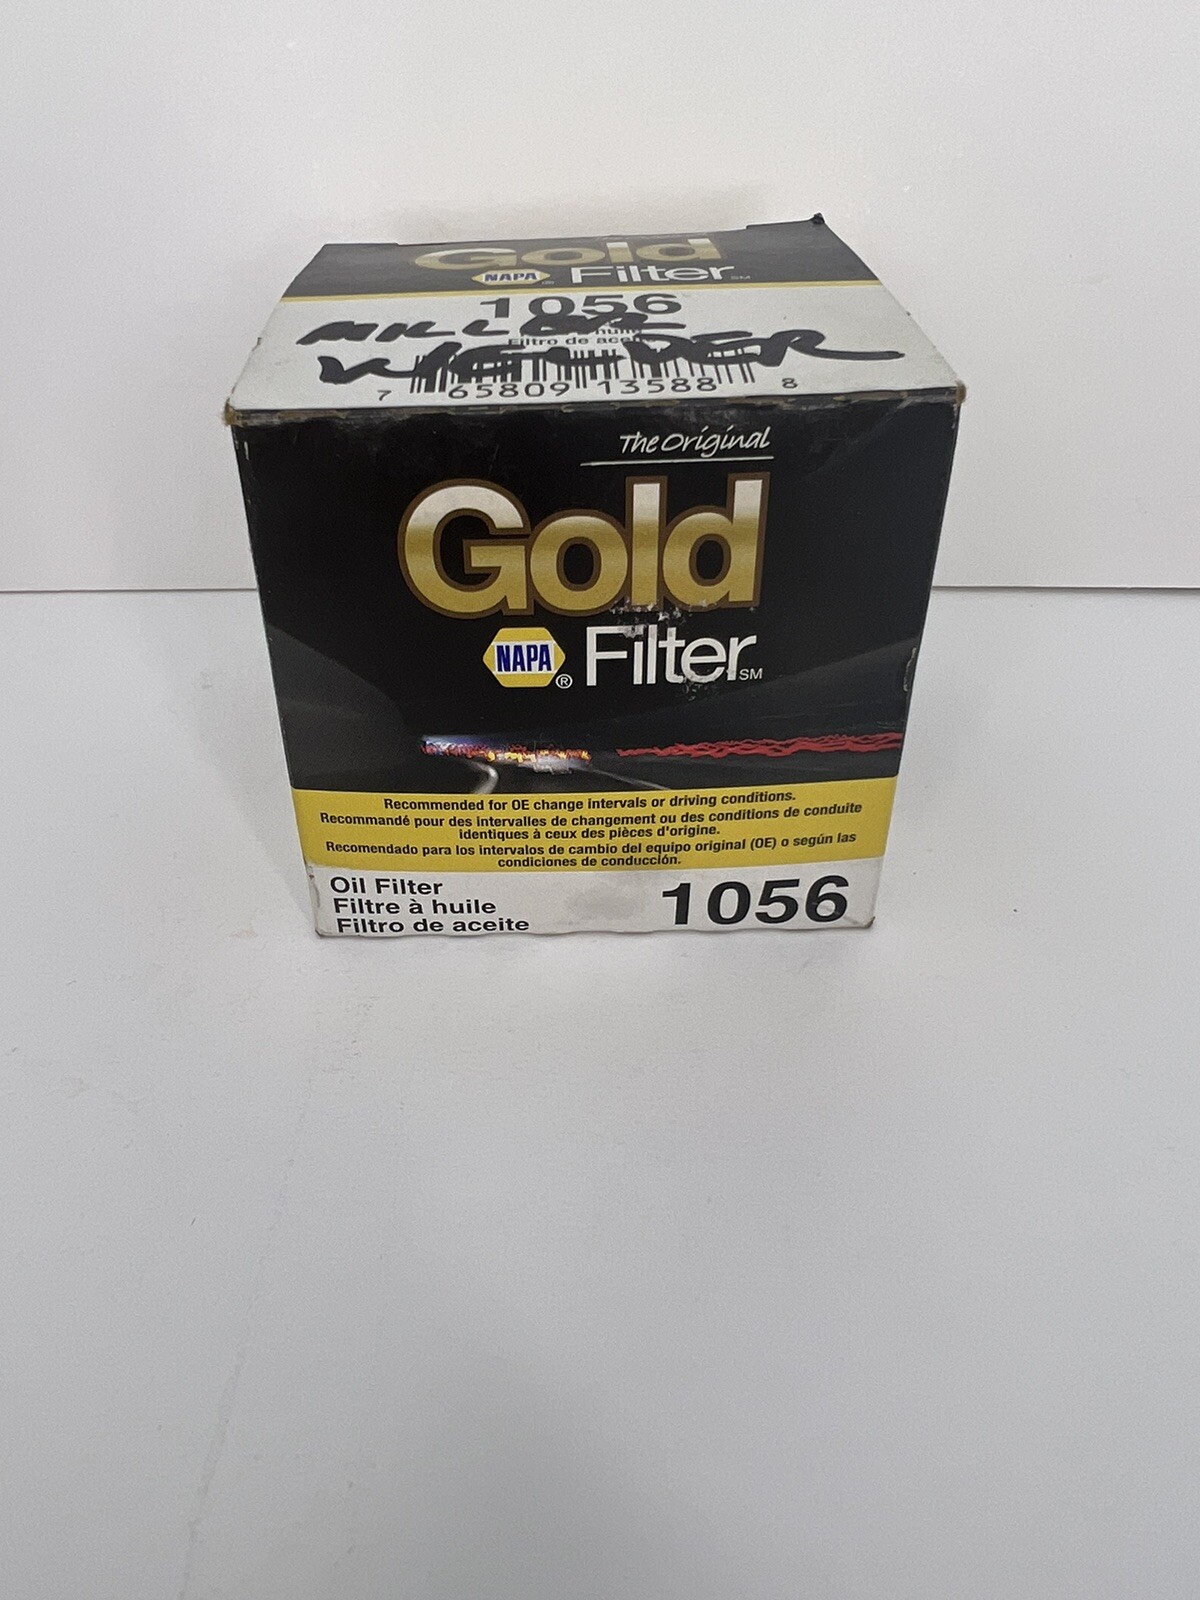 Gold
NAPA ® Filter SM
1056
Filtro de aceite
MILLER
WELDER
7 65809 13588 8
The Original
Gold
NAPA ® Filter SM
Recommended for OE change intervals or driving conditions.
Recommandé pour des intervalles de changement ou des conditions de conduite
identiques à ceux des pièces d'origine.
Recomendado para los intervalos de cambio del equipo original (OE) o según las
condiciones de conducción.
Oil Filter
Filtre à huile
Filtro de aceite
1056